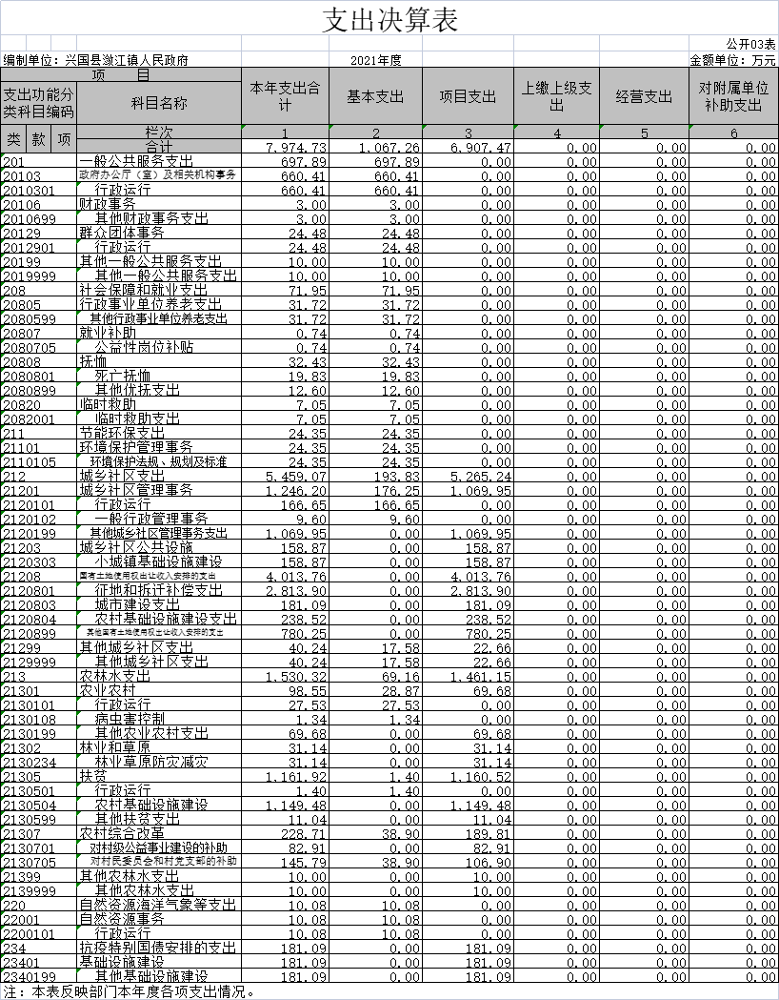 支出决算表
公开03表
编制单位：兴国县潋江镇人民政府 2021年度 金额单位：万元
项 目 本年支出合计 基本支出 项目支出 上缴上级支出 经营支出 对附属单位补助支出
支出功能分类科目编码 科目名称
类 款 项 栏次 1 2 3 4 5 6
合计 7,974.73 1,067.26 6,907.47 0.00 0.00 0.00
201 一般公共服务支出 697.89 697.89 0.00 0.00 0.00 0.00
20103 政府办公厅（室）及相关机构事务 660.41 660.41 0.00 0.00 0.00 0.00
2010301 行政运行 660.41 660.41 0.00 0.00 0.00 0.00
20106 财政事务 3.00 3.00 0.00 0.00 0.00 0.00
2010699 其他财政事务支出 3.00 3.00 0.00 0.00 0.00 0.00
20129 群众团体事务 24.48 24.48 0.00 0.00 0.00 0.00
2012901 行政运行 24.48 24.48 0.00 0.00 0.00 0.00
20199 其他一般公共服务支出 10.00 10.00 0.00 0.00 0.00 0.00
2019999 其他一般公共服务支出 10.00 10.00 0.00 0.00 0.00 0.00
208 社会保障和就业支出 71.95 71.95 0.00 0.00 0.00 0.00
20805 行政事业单位养老支出 31.72 31.72 0.00 0.00 0.00 0.00
2080599 其他行政事业单位养老支出 31.72 31.72 0.00 0.00 0.00 0.00
20807 就业补助 0.74 0.74 0.00 0.00 0.00 0.00
2080705 公益性岗位补贴 0.74 0.74 0.00 0.00 0.00 0.00
20808 抚恤 32.43 32.43 0.00 0.00 0.00 0.00
2080801 死亡抚恤 19.83 19.83 0.00 0.00 0.00 0.00
2080899 其他优抚支出 12.60 12.60 0.00 0.00 0.00 0.00
20820 临时救助 7.05 7.05 0.00 0.00 0.00 0.00
2082001 临时救助支出 7.05 7.05 0.00 0.00 0.00 0.00
211 节能环保支出 24.35 24.35 0.00 0.00 0.00 0.00
21101 环境保护管理事务 24.35 24.35 0.00 0.00 0.00 0.00
2110105 环境保护法规、规划及标准 24.35 24.35 0.00 0.00 0.00 0.00
212 城乡社区支出 5,459.07 193.83 5,265.24 0.00 0.00 0.00
21201 城乡社区管理事务 1,246.20 176.25 1,069.95 0.00 0.00 0.00
2120101 行政运行 166.65 166.65 0.00 0.00 0.00 0.00
2120102 一般行政管理事务 9.60 9.60 0.00 0.00 0.00 0.00
2120199 其他城乡社区管理事务支出 1,069.95 0.00 1,069.95 0.00 0.00 0.00
21203 城乡社区公共设施 158.87 0.00 158.87 0.00 0.00 0.00
2120303 小城镇基础设施建设 158.87 0.00 158.87 0.00 0.00 0.00
21208 国有土地使用权出让收入安排的支出 4,013.76 0.00 4,013.76 0.00 0.00 0.00
2120801 征地和拆迁补偿支出 2,813.90 0.00 2,813.90 0.00 0.00 0.00
2120803 城市建设支出 181.09 0.00 181.09 0.00 0.00 0.00
2120804 农村基础设施建设支出 238.52 0.00 238.52 0.00 0.00 0.00
2120899 其他国有土地使用权出让收入安排的支出 780.25 0.00 780.25 0.00 0.00 0.00
21299 其他城乡社区支出 40.24 17.58 22.66 0.00 0.00 0.00
2129999 其他城乡社区支出 40.24 17.58 22.66 0.00 0.00 0.00
213 农林水支出 1,530.32 69.16 1,461.15 0.00 0.00 0.00
21301 农业农村 98.55 28.87 69.68 0.00 0.00 0.00
2130101 行政运行 27.53 27.53 0.00 0.00 0.00 0.00
2130108 病虫害控制 1.34 1.34 0.00 0.00 0.00 0.00
2130199 其他农业农村支出 69.68 0.00 69.68 0.00 0.00 0.00
21302 林业和草原 31.14 0.00 31.14 0.00 0.00 0.00
2130234 林业草原防灾减灾 31.14 0.00 31.14 0.00 0.00 0.00
21305 扶贫 1,161.92 1.40 1,160.52 0.00 0.00 0.00
2130501 行政运行 1.40 1.40 0.00 0.00 0.00 0.00
2130504 农村基础设施建设 1,149.48 0.00 1,149.48 0.00 0.00 0.00
2130599 其他扶贫支出 11.04 0.00 11.04 0.00 0.00 0.00
21307 农村综合改革 228.71 38.90 189.81 0.00 0.00 0.00
2130701 对村级公益事业建设的补助 82.91 0.00 82.91 0.00 0.00 0.00
2130705 对村民委员会和村党支部的补助 145.79 38.90 106.90 0.00 0.00 0.00
21399 其他农林水支出 10.00 0.00 10.00 0.00 0.00 0.00
2139999 其他农林水支出 10.00 0.00 10.00 0.00 0.00 0.00
220 自然资源海洋气象等支出 10.08 10.08 0.00 0.00 0.00 0.00
22001 自然资源事务 10.08 10.08 0.00 0.00 0.00 0.00
2200101 行政运行 10.08 10.08 0.00 0.00 0.00 0.00
234 抗疫特别国债安排的支出 181.09 0.00 181.09 0.00 0.00 0.00
23401 基础设施建设 181.09 0.00 181.09 0.00 0.00 0.00
2340199 其他基础设施建设 181.09 0.00 181.09 0.00 0.00 0.00
注：本表反映部门本年度各项支出情况。